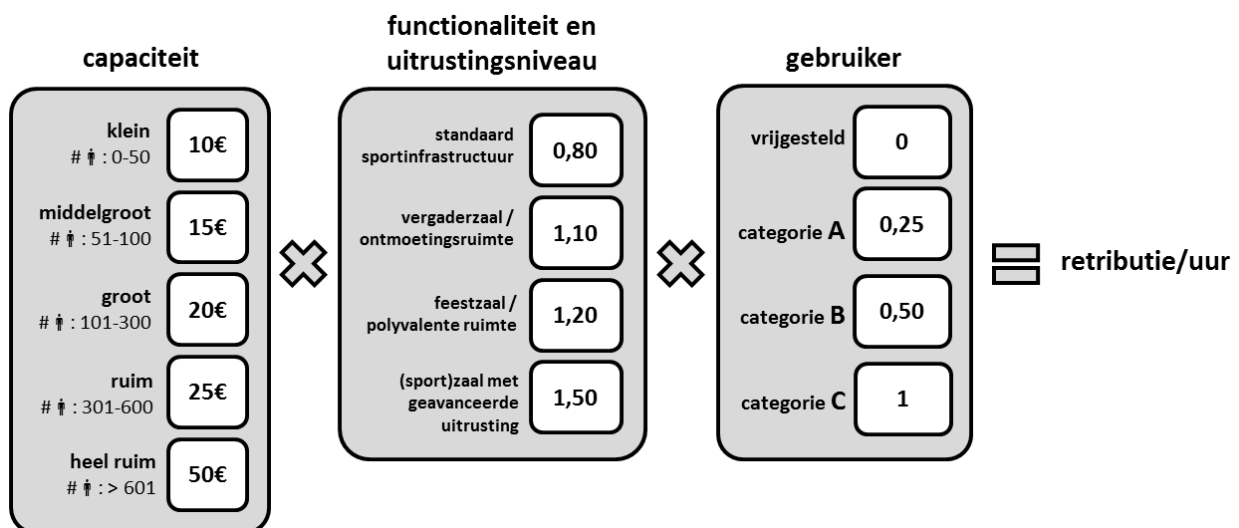 capaciteit
klein
# : 0-50
10€
middelgroot
# : 51-100
15€
groot
# : 101-300
20€
ruim
# : 301-600
25€
heel ruim
# : > 601
50€
functionaliteit en
uitrustingsniveau
standaard
sportinfrastructuur
0,80
vergaderzaal /
ontmoetingsruimte
1,10
feestzaal /
polyvalente ruimte
1,20
(sport)zaal met
geavanceerde
uitrusting
1,50
gebruiker
vrijgesteld
0
categorie A
0,25
categorie B
0,50
categorie C
1
retributie/uur